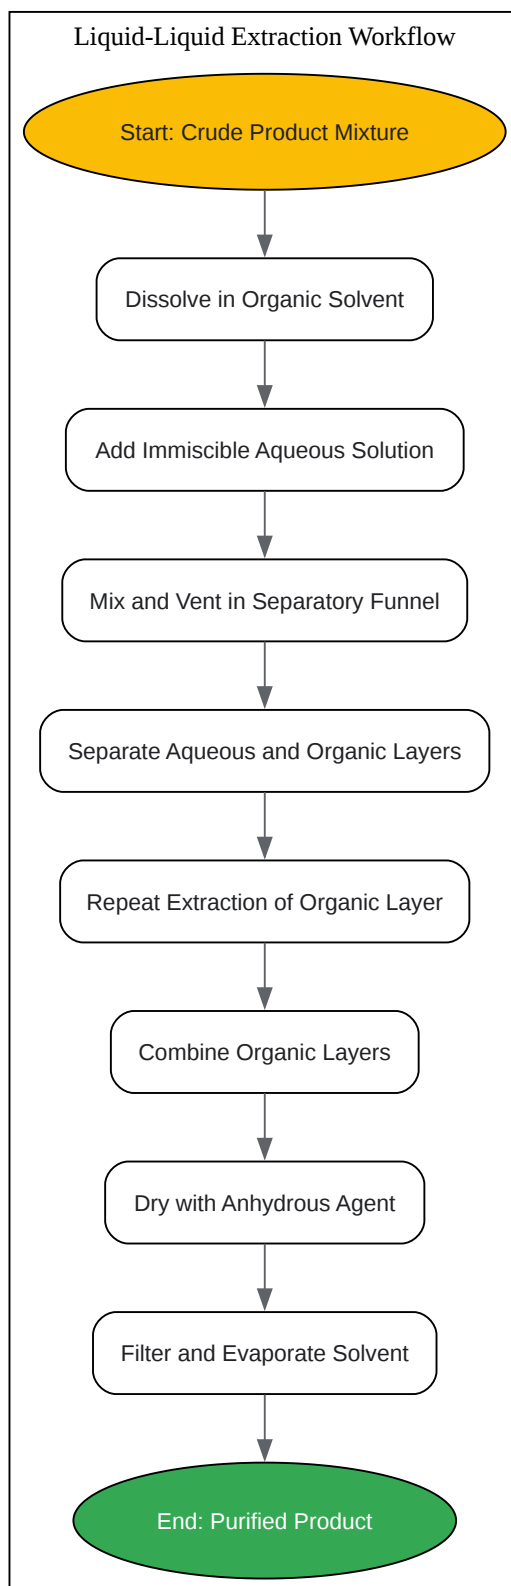 Liquid-Liquid Extraction Workflow
Start: Crude Product Mixture
Dissolve in Organic Solvent
Add Immiscible Aqueous Solution
Mix and Vent in Separatory Funnel
Separate Aqueous and Organic Layers
Repeat Extraction of Organic Layer
Combine Organic Layers
Dry with Anhydrous Agent
Filter and Evaporate Solvent
End: Purified Product